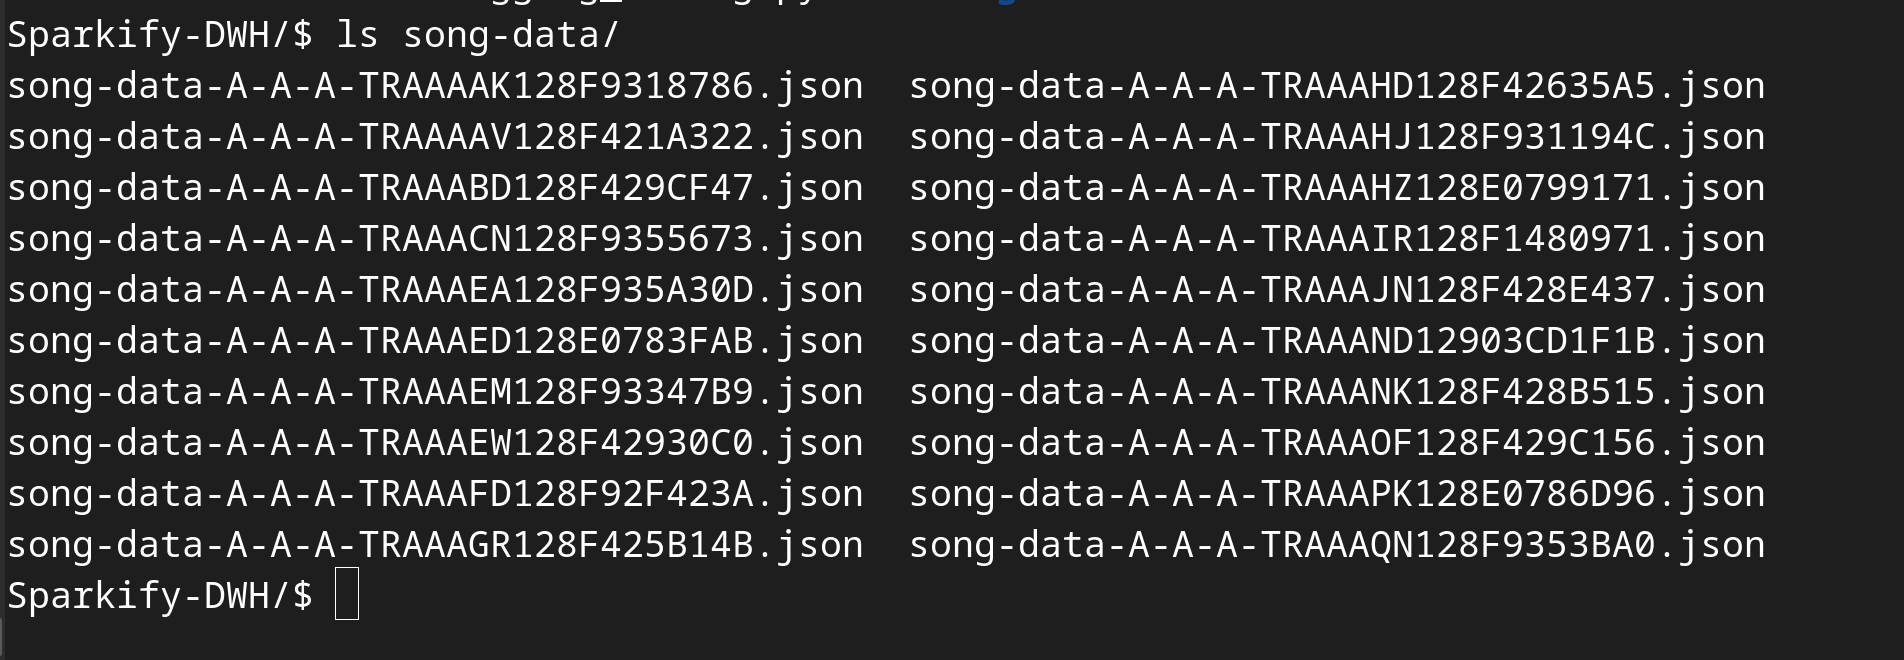 Sparkify-DWH/$ ls song-data/
song-data-A-A-A-TRAAAAK128F9318786.json  song-data-A-A-A-TRAAAHD128F42635A5.json
song-data-A-A-A-TRAAAAV128F421A322.json  song-data-A-A-A-TRAAAHJ128F931194C.json
song-data-A-A-A-TRAAABD128F429CF47.json  song-data-A-A-A-TRAAAHZ128E0799171.json
song-data-A-A-A-TRAAACN128F9355673.json  song-data-A-A-A-TRAAAIR128F1480971.json
song-data-A-A-A-TRAAAEA128F935A30D.json  song-data-A-A-A-TRAAAJN128F428E437.json
song-data-A-A-A-TRAAAED128E0783FAB.json  song-data-A-A-A-TRAAAND12903CD1F1B.json
song-data-A-A-A-TRAAAEM128F93347B9.json  song-data-A-A-A-TRAAANK128F428B515.json
song-data-A-A-A-TRAAAEW128F42930C0.json  song-data-A-A-A-TRAAAOF128F429C156.json
song-data-A-A-A-TRAAAFD128F92F423A.json  song-data-A-A-A-TRAAAPK128E0786D96.json
song-data-A-A-A-TRAAAGR128F425B14B.json  song-data-A-A-A-TRAAAQN128F9353BA0.json
Sparkify-DWH/$